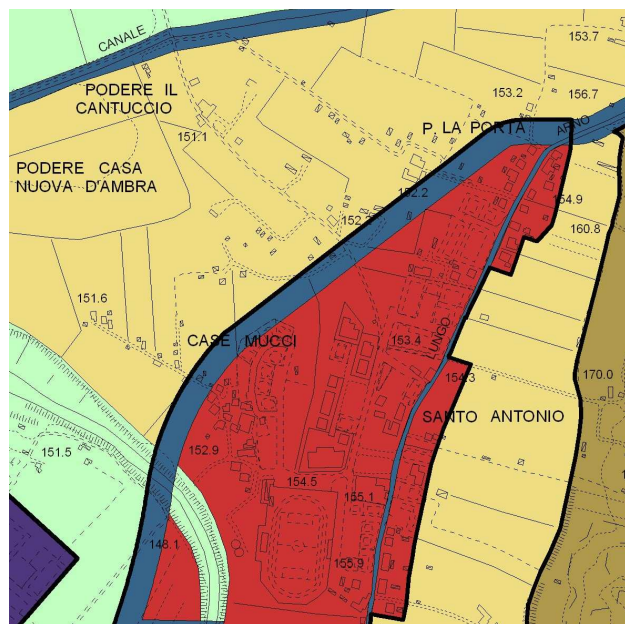 CANALE
153.7
PODERE IL
CANTUCCIO
153.2
156.7
151.1
P. LA PORTA
ARNO
PODERE CASA
NUOVA D'AMBRA
152.2
154.9
160.8
151.6
CASE MUCCI
153.4
LUNGO
154.3
170.0
SANTO ANTONIO
151.5
152.9
154.5
155.1
148.1
155.9